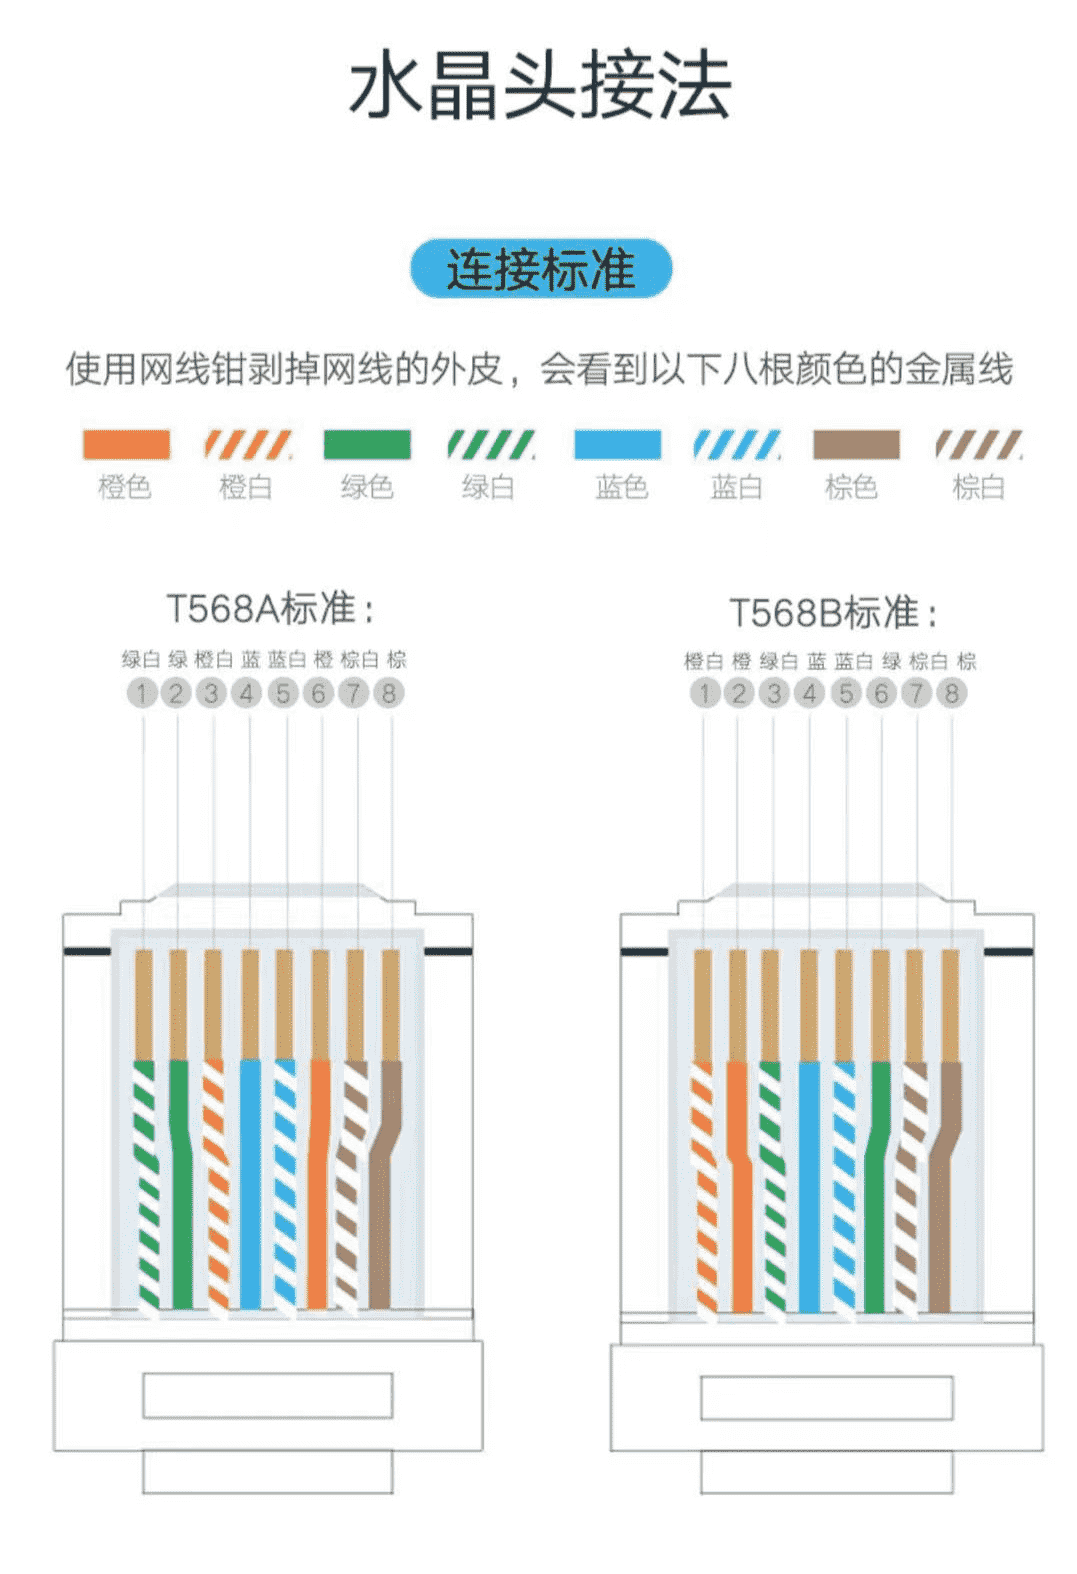 水晶头接法
连接标准
使用网线钳剥掉网线的外皮，会看到以下八根颜色的金属线
橙色 橙白 绿色 绿白 蓝色 蓝白 棕色 棕白
T568A标准：
绿白 绿 橙白 蓝 蓝白 橙 棕白 棕
1 2 3 4 5 6 7 8
T568B标准：
橙白 橙 绿白 蓝 蓝白 绿 棕白 棕
1 2 3 4 5 6 7 8